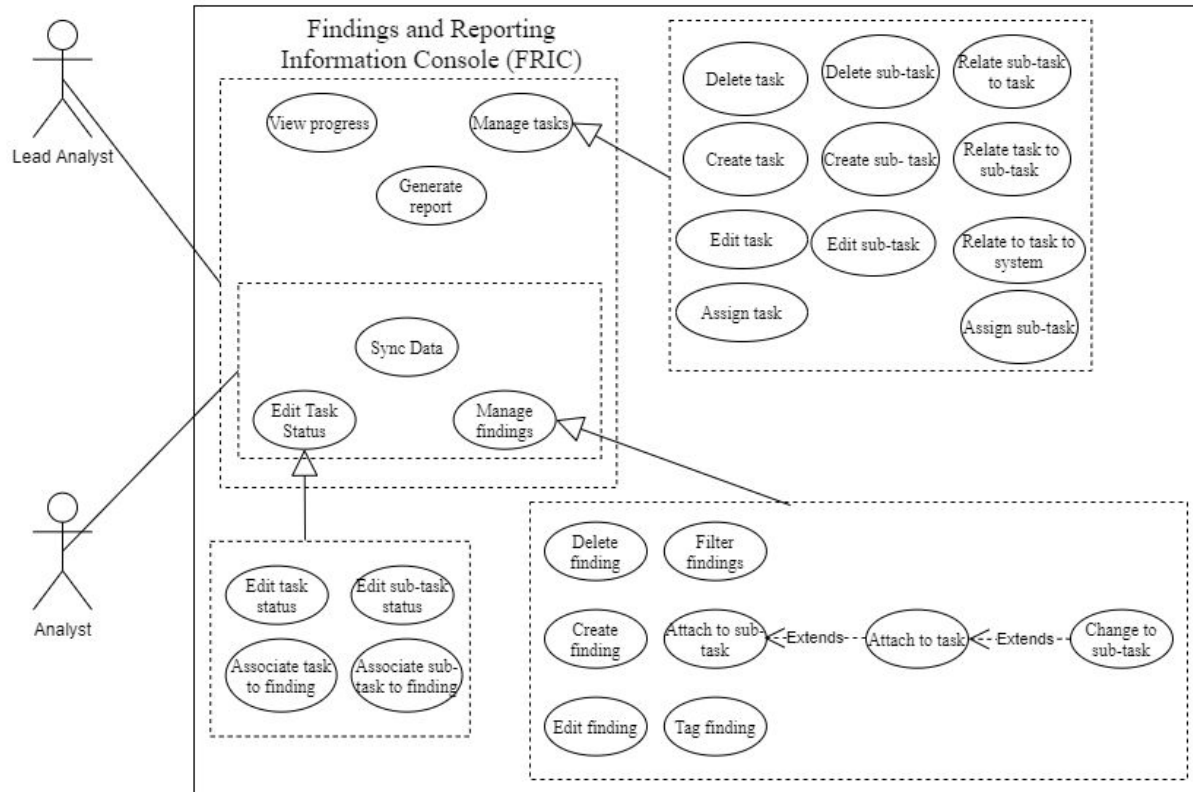 Findings and Reporting
Information Console (FRIC)
Lead Analyst
View progress
Manage tasks
Generate
report
Sync Data
Edit Task
Status
Manage
findings
Delete task
Delete sub-task
Relate sub-task
to task
Create task
Create sub- task
Relate task to
sub-task
Edit task
Edit sub-task
Relate to task to
system
Assign task
Assign sub-task
Analyst
Edit task
status
Edit sub-task
status
Associate task
to finding
Associate sub-
task to finding
Delete
finding
Filter
findings
Create
finding
Attach to sub-
task
Extends
Attach to task
Extends
Change to
sub-task
Edit finding
Tag finding